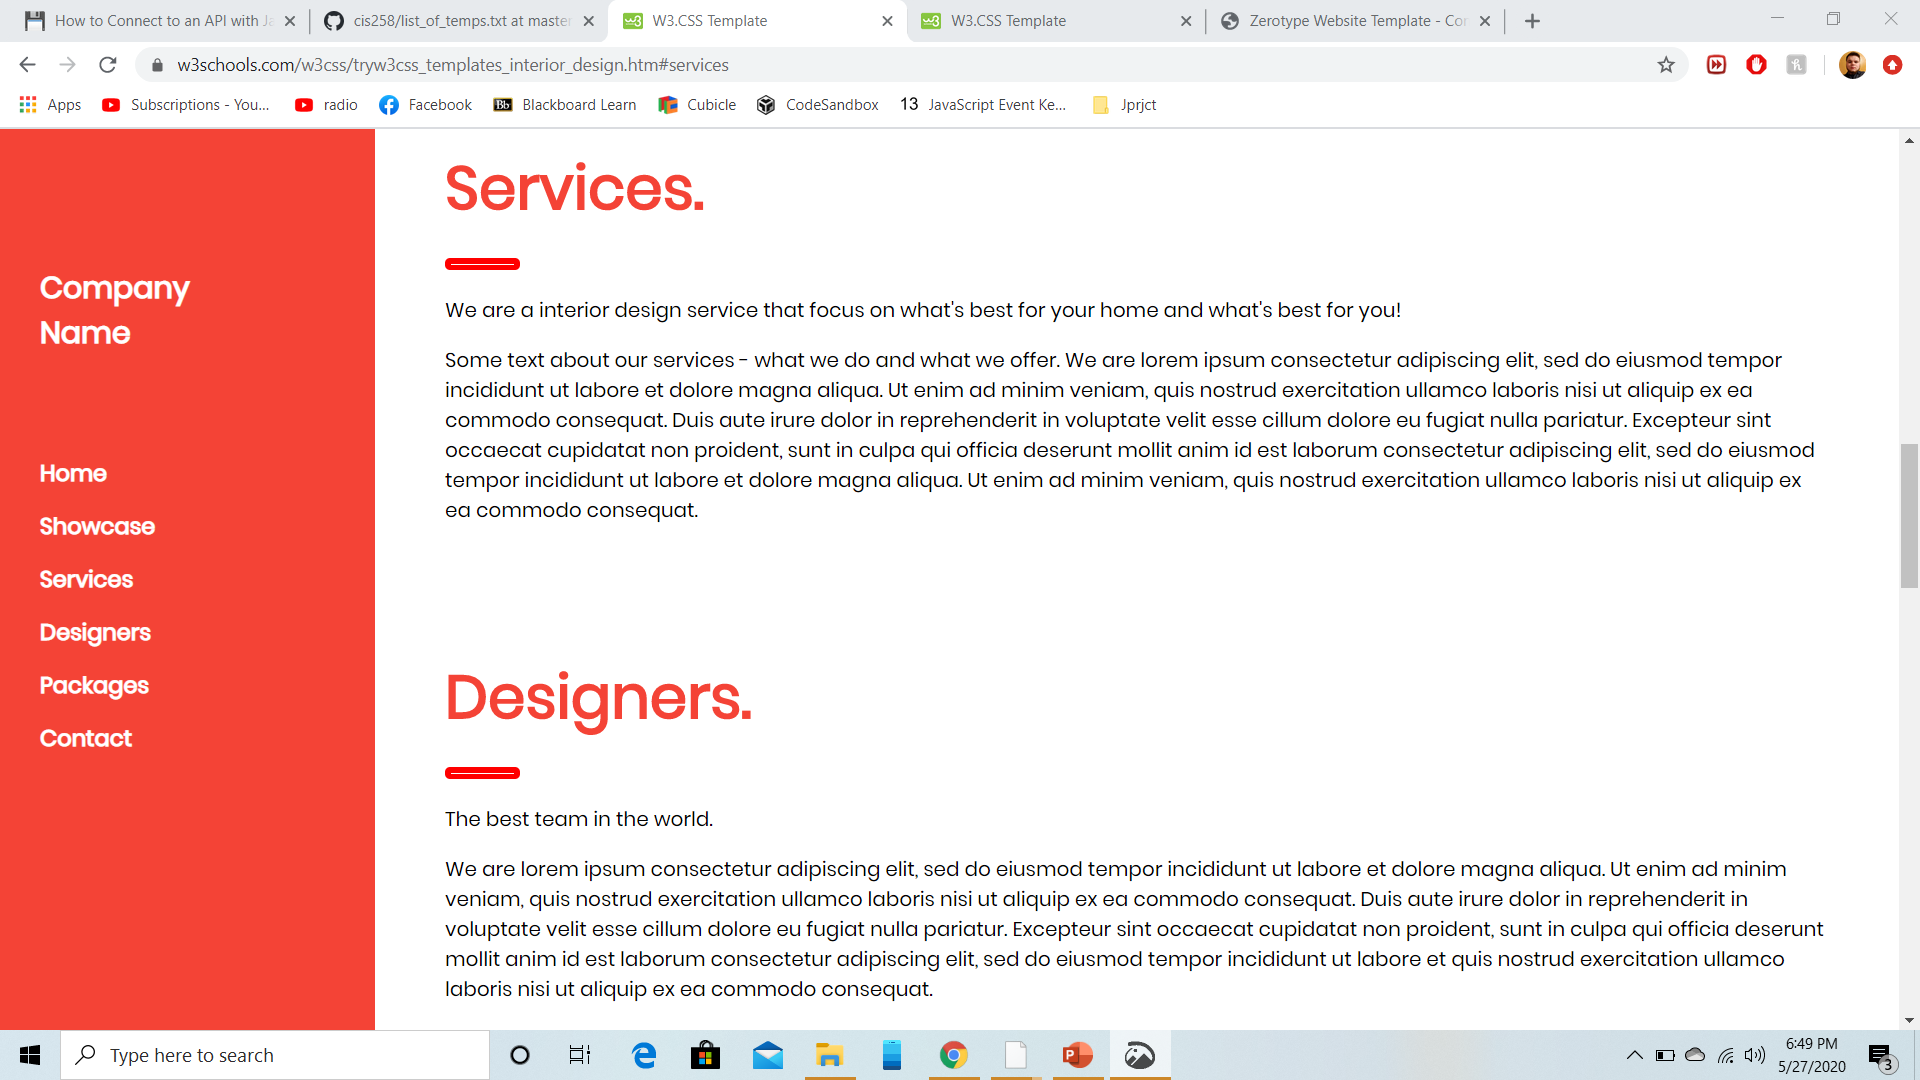 How to Connect to an API with Ja
cis258/list_of_temps.txt at master
W3.CSS Template
W3.CSS Template
Zerotype Website Template - Con
w3schools.com/w3css/tryw3css_templates_interior_design.htm#services
Apps
Subscriptions - You...
radio
Facebook
Bb
Blackboard Learn
Cubicle
CodeSandbox
13
JavaScript Event Ke...
Jprjct
Company
Name
Home
Showcase
Services
Designers
Packages
Contact
Services.
We are a interior design service that focus on what's best for your home and what's best for you!
Some text about our services - what we do and what we offer. We are lorem ipsum consectetur adipiscing elit, sed do eiusmod tempor
incididunt ut labore et dolore magna aliqua. Ut enim ad minim veniam, quis nostrud exercitation ullamco laboris nisi ut aliquip ex ea
commodo consequat. Duis aute irure dolor in reprehenderit in voluptate velit esse cillum dolore eu fugiat nulla pariatur. Excepteur sint
occaecat cupidatat non proident, sunt in culpa qui officia deserunt mollit anim id est laborum consectetur adipiscing elit, sed do eiusmod
tempor incididunt ut labore et dolore magna aliqua. Ut enim ad minim veniam, quis nostrud exercitation ullamco laboris nisi ut aliquip ex
ea commodo consequat.
Designers.
The best team in the world.
We are lorem ipsum consectetur adipiscing elit, sed do eiusmod tempor incididunt ut labore et dolore magna aliqua. Ut enim ad minim
veniam, quis nostrud exercitation ullamco laboris nisi ut aliquip ex ea commodo consequat. Duis aute irure dolor in reprehenderit in
voluptate velit esse cillum dolore eu fugiat nulla pariatur. Excepteur sint occaecat cupidatat non proident, sunt in culpa qui officia deserunt
mollit anim id est laborum consectetur adipiscing elit, sed do eiusmod tempor incididunt ut labore et quis nostrud exercitation ullamco
laboris nisi ut aliquip ex ea commodo consequat.
Type here to search
6:49 PM
5/27/2020
3